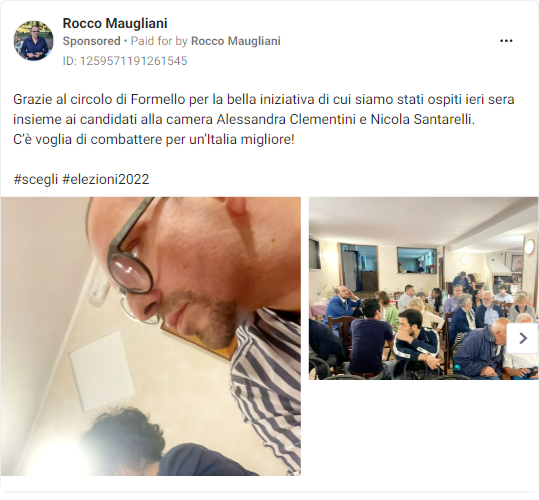 Rocco Maugliani
Sponsored • Paid for by Rocco Maugliani
ID: 1259571191261545
Grazie al circolo di Formello per la bella iniziativa di cui siamo stati ospiti ieri sera
insieme ai candidati alla camera Alessandra Clementini e Nicola Santarelli.
C'è voglia di combattere per un'Italia migliore!
#scegli #elezioni2022